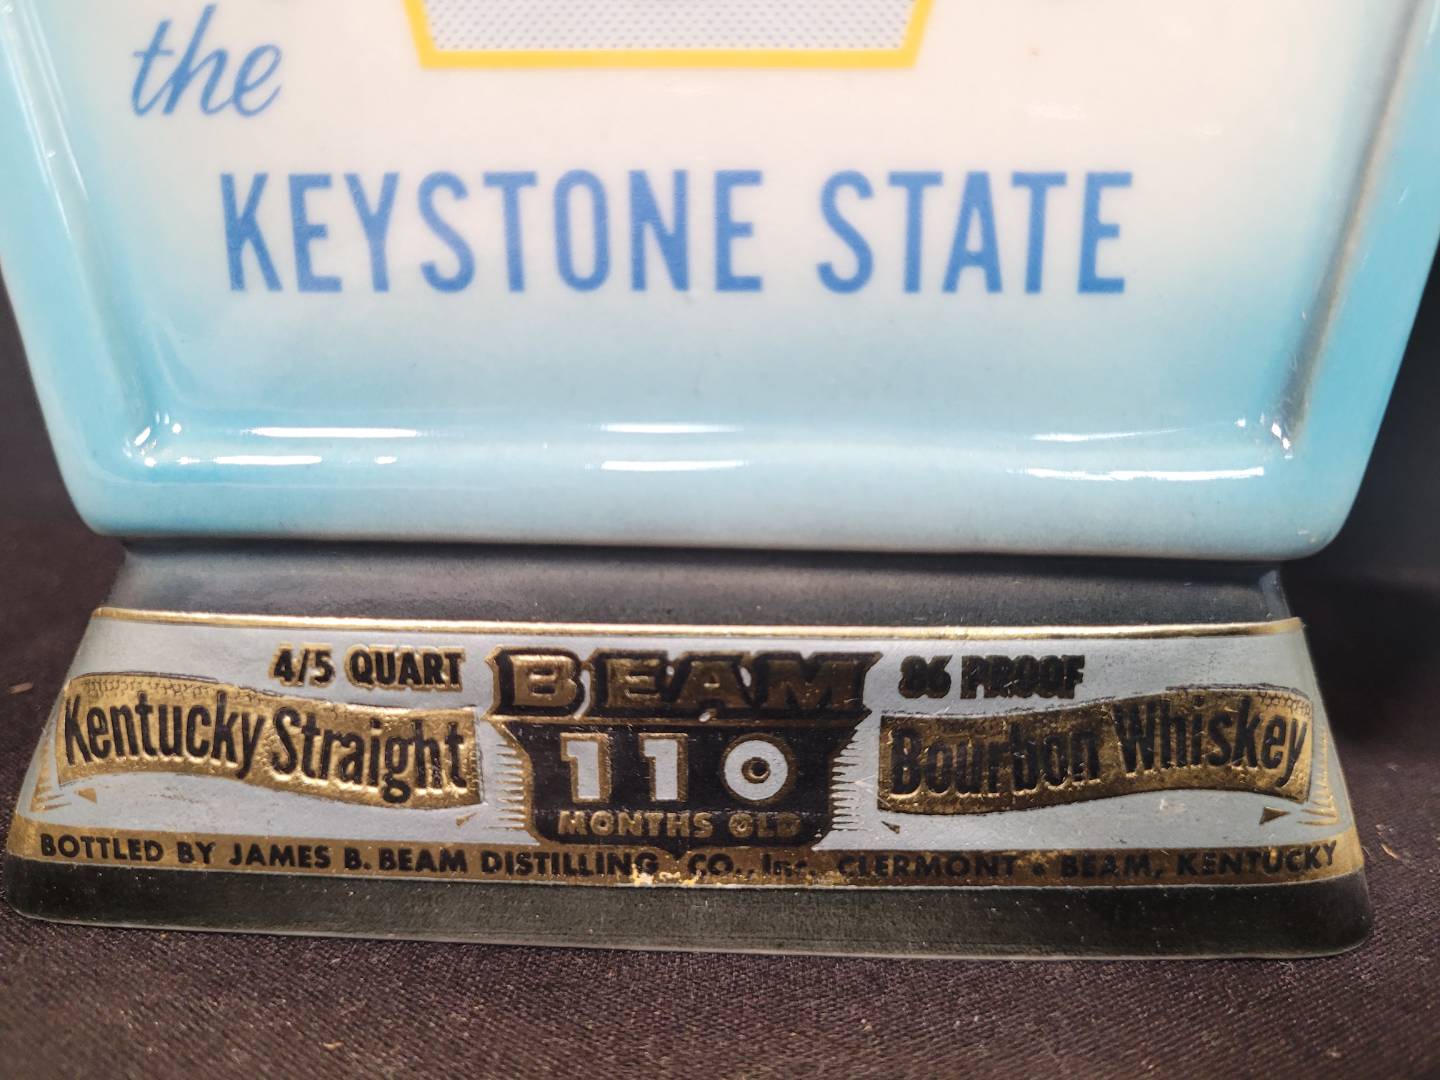 the
KEYSTONE STATE
4/5 QUART
BEAM
86 PROOF
Kentucky Straight
110
Bourbon Whiskey
MONTHS OLD
BOTTLED BY JAMES B. BEAM DISTILLING CO., Inc. CLERMONT • BEAM, KENTUCKY